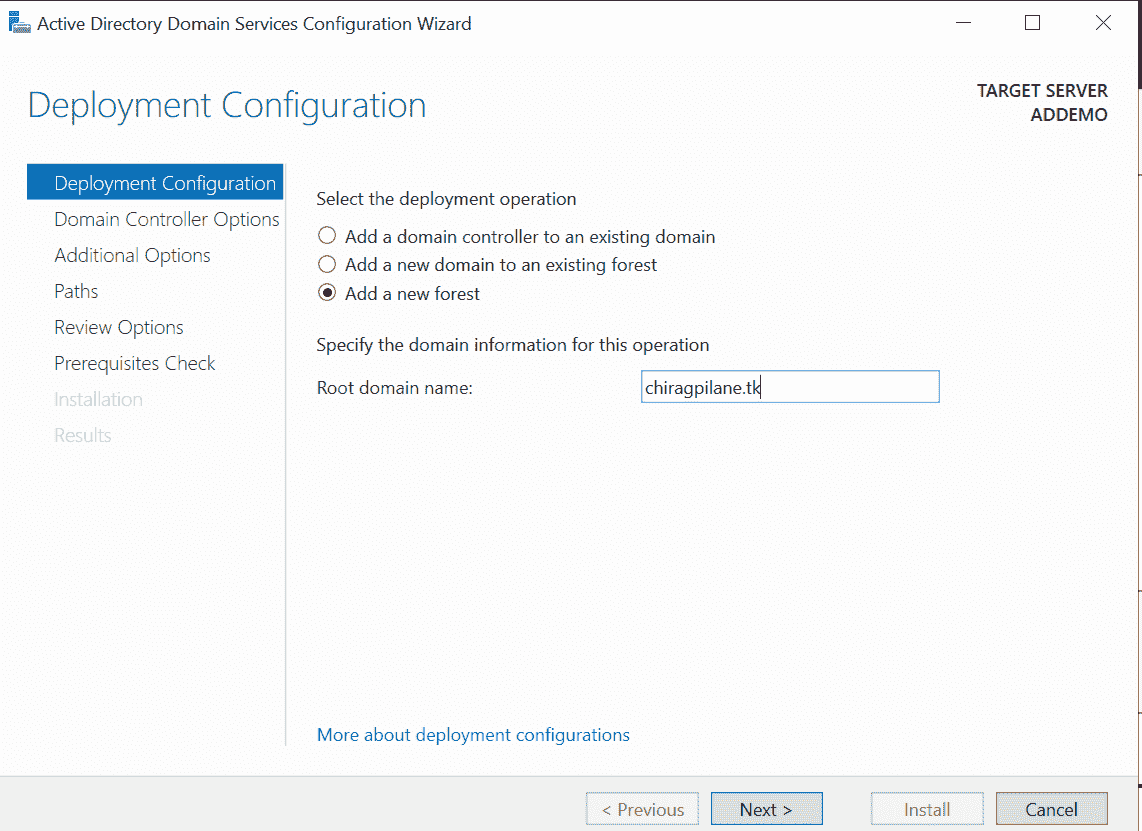 Active Directory Domain Services Configuration Wizard
Deployment Configuration
TARGET SERVER
ADDEMO
Deployment Configuration
Domain Controller Options
Additional Options
Paths
Review Options
Prerequisites Check
Installation
Results
Select the deployment operation
Add a domain controller to an existing domain
Add a new domain to an existing forest
Add a new forest
Specify the domain information for this operation
Root domain name: chiragpilane.tk
More about deployment configurations
< Previous Next > Install Cancel